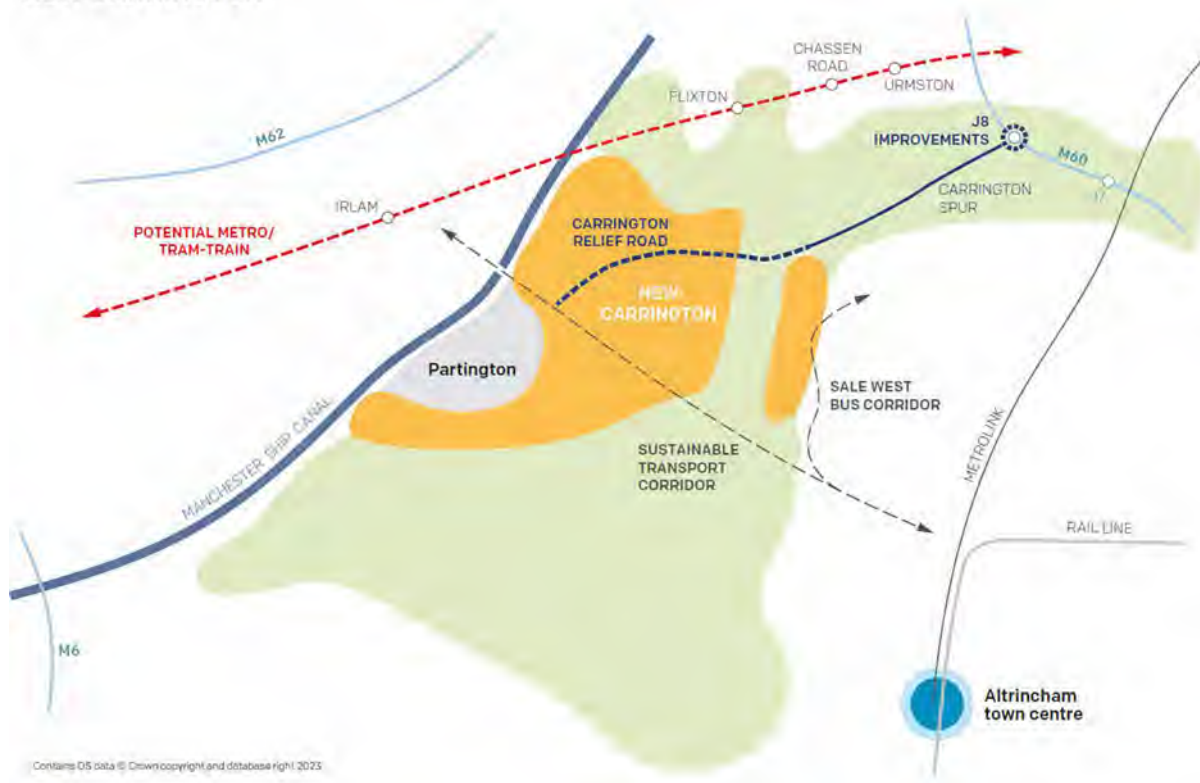 CHASSEN
ROAD
URMSTON
FLIXTON
J8
IMPROVEMENTS
M62
M60
J7
CARRINGTON
SPUR
IRLAM
POTENTIAL METRO/
TRAM-TRAIN
CARRINGTON
RELIEF ROAD
NEW
CARRINGTON
Partington
SALE WEST
BUS CORRIDOR
MANCHESTER SHIP CANAL
SUSTAINABLE
TRANSPORT
CORRIDOR
METROLINK
RAIL LINE
M6
Altrincham
town centre
Contains OS data © Crown copyright and database right 2023